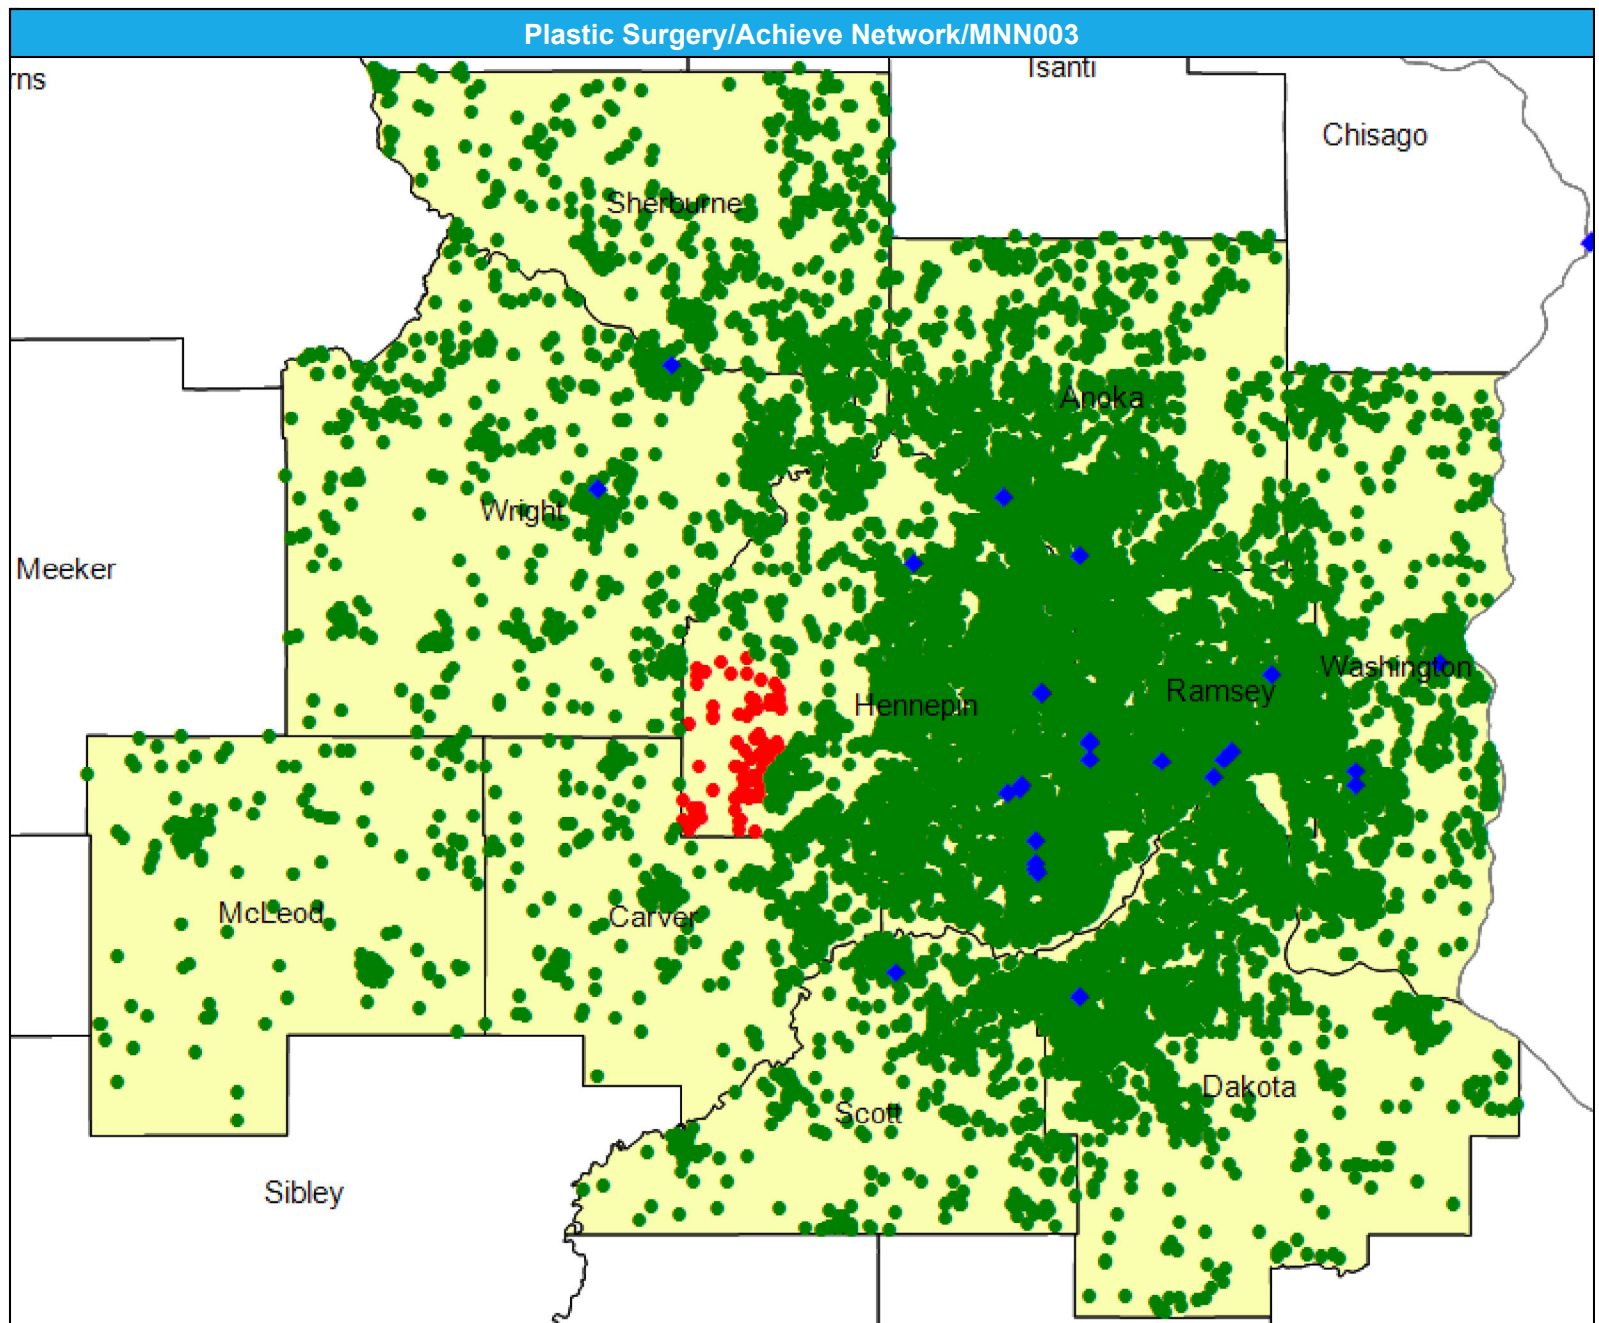 Plastic Surgery/Achieve Network/MNN003
rns
Isanti
Chisago
Sherburne
Anoka
Wright
Meeker
Washington
Ramsey
Hennepin
McLeod
Carver
Dakota
Scott
Sibley